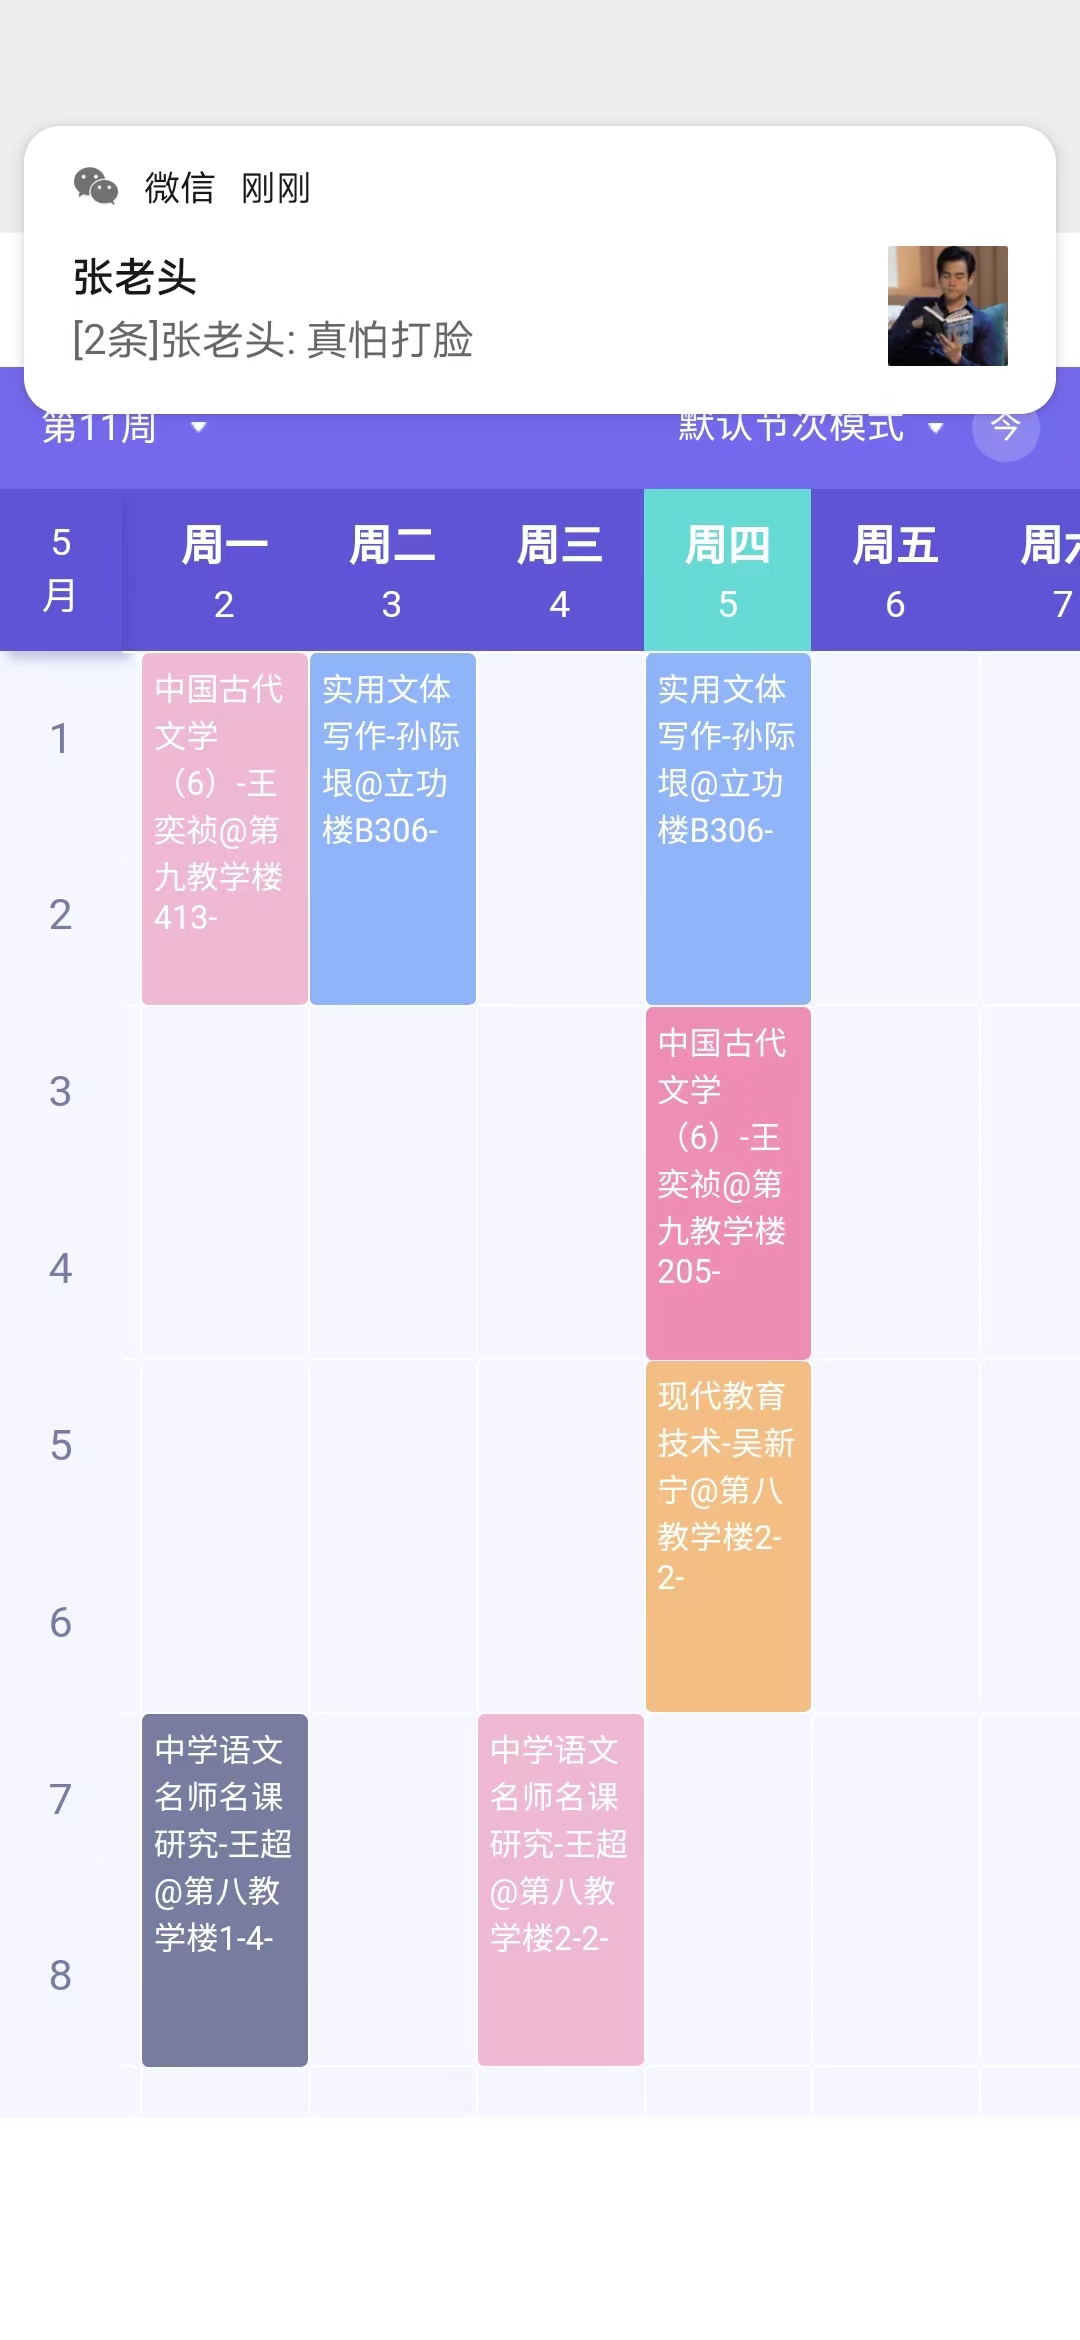 微信 刚刚
张老头
[2条]张老头: 真怕打脸
第11周
默认节次模式
今
5
月
周一
2
周二
3
周三
4
周四
5
周五
6
周六
7
1
2
3
4
5
6
7
8
中国古代
文学
（6）-王
奕祯@第
九教学楼
413-
实用文体
写作-孙际
垠@立功
楼B306-
实用文体
写作-孙际
垠@立功
楼B306-
中国古代
文学
（6）-王
奕祯@第
九教学楼
205-
现代教育
技术-吴新
宁@第八
教学楼2-
2-
中学语文
名师名课
研究-王超
@第八教
学楼1-4-
中学语文
名师名课
研究-王超
@第八教
学楼2-2-